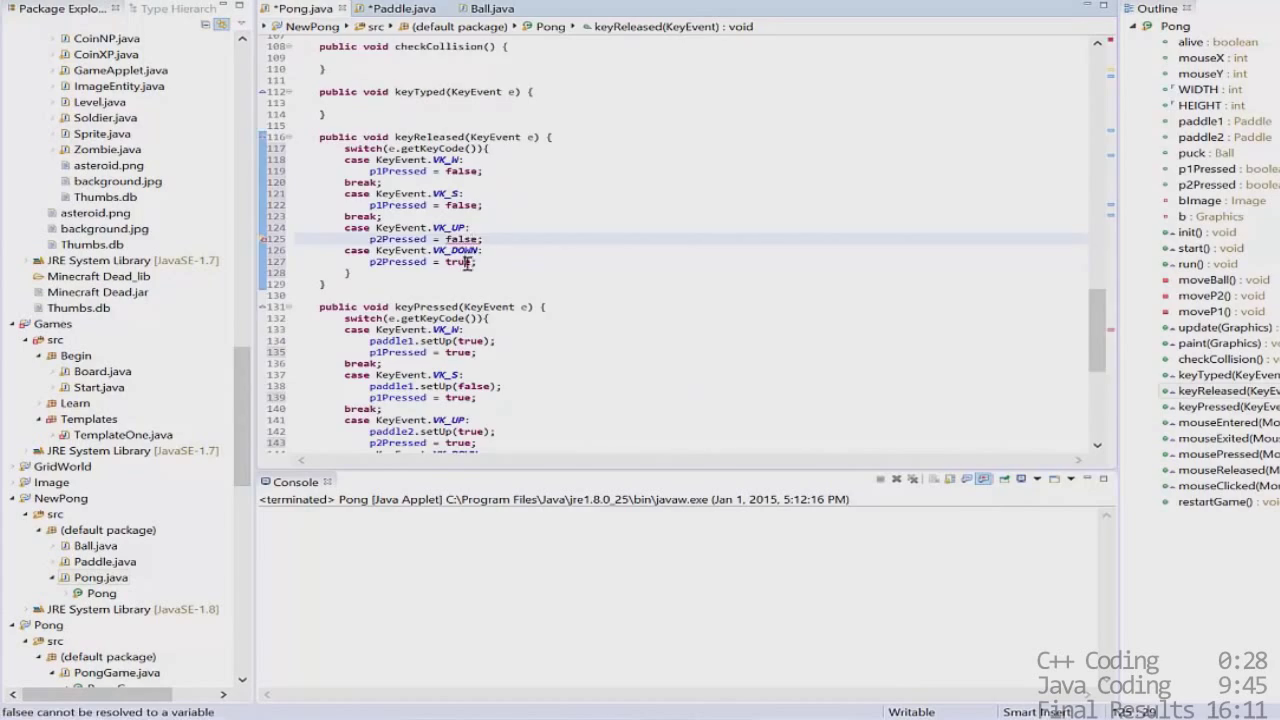 Package Explo...
Type Hierarch
CoinNP.java
CoinXP.java
GameApplet.java
ImageEntity.java
Level.java
Soldier.java
Sprite.java
Zombie.java
asteroid.png
background.jpg
Thumbs.db
asteroid.png
background.jpg
Thumbs.db
JRE System Library [JavaSE-1.7]
Minecraft Dead_lib
Minecraft Dead.jar
Thumbs.db
Games
src
Begin
Board.java
Start.java
Learn
Templates
TemplateOne.java
JRE System Library [JavaSE-1.7]
GridWorld
Image
NewPong
src
(default package)
Ball.java
Paddle.java
Pong.java
Pong
JRE System Library [JavaSE-1.8]
Pong
src
(default package)
PongGame.java
*Pong.java
*Paddle.java
Ball.java
NewPong
src
(default package)
Pong
keyReleased(KeyEvent) : void
107
108 public void checkCollision() {
109
110 }
111
112 public void keyTyped(KeyEvent e) {
113
114 }
115
116 public void keyReleased(KeyEvent e) {
117 switch(e.getKeyCode()){
118 case KeyEvent.VK_W:
119 p1Pressed = false;
120 break;
121 case KeyEvent.VK_S:
122 p1Pressed = false;
123 break;
124 case KeyEvent.VK_UP:
125 p2Pressed = false;
126 case KeyEvent.VK_DOWN:
127 p2Pressed = true;
128 }
129 }
130
131 public void keyPressed(KeyEvent e) {
132 switch(e.getKeyCode()){
133 case KeyEvent.VK_W:
134 paddle1.setUp(true);
135 p1Pressed = true;
136 break;
137 case KeyEvent.VK_S:
138 paddle1.setUp(false);
139 p1Pressed = true;
140 break;
141 case KeyEvent.VK_UP:
142 paddle2.setUp(true);
143 p2Pressed = true;
Console
<terminated> Pong [Java Applet] C:\Program Files\Java\jre1.8.0_25\bin\javaw.exe (Jan 1, 2015, 5:12:16 PM)
Outline
Pong
alive : boolean
mouseX : int
mouseY : int
WIDTH : int
HEIGHT : int
paddle1 : Paddle
paddle2 : Paddle
puck : Ball
p1Pressed : boolean
p2Pressed : boolean
bImage : Image
b : Graphics
init()
start()
run()
moveBall()
moveP2()
moveP1()
update(Graphics)
paint(Graphics)
checkCollision()
keyTyped(KeyEven
keyReleased(KeyEv
keyPressed(KeyEve
mouseEntered(Mo
mouseExited(Mou
mousePressed(Mo
mouseReleased(M
mouseClicked(Mou
restartGame()
C++ Coding 0:28
Java Coding 9:45
Final Results 16:11
falsee cannot be resolved to a variable
Writable
Smart Insert